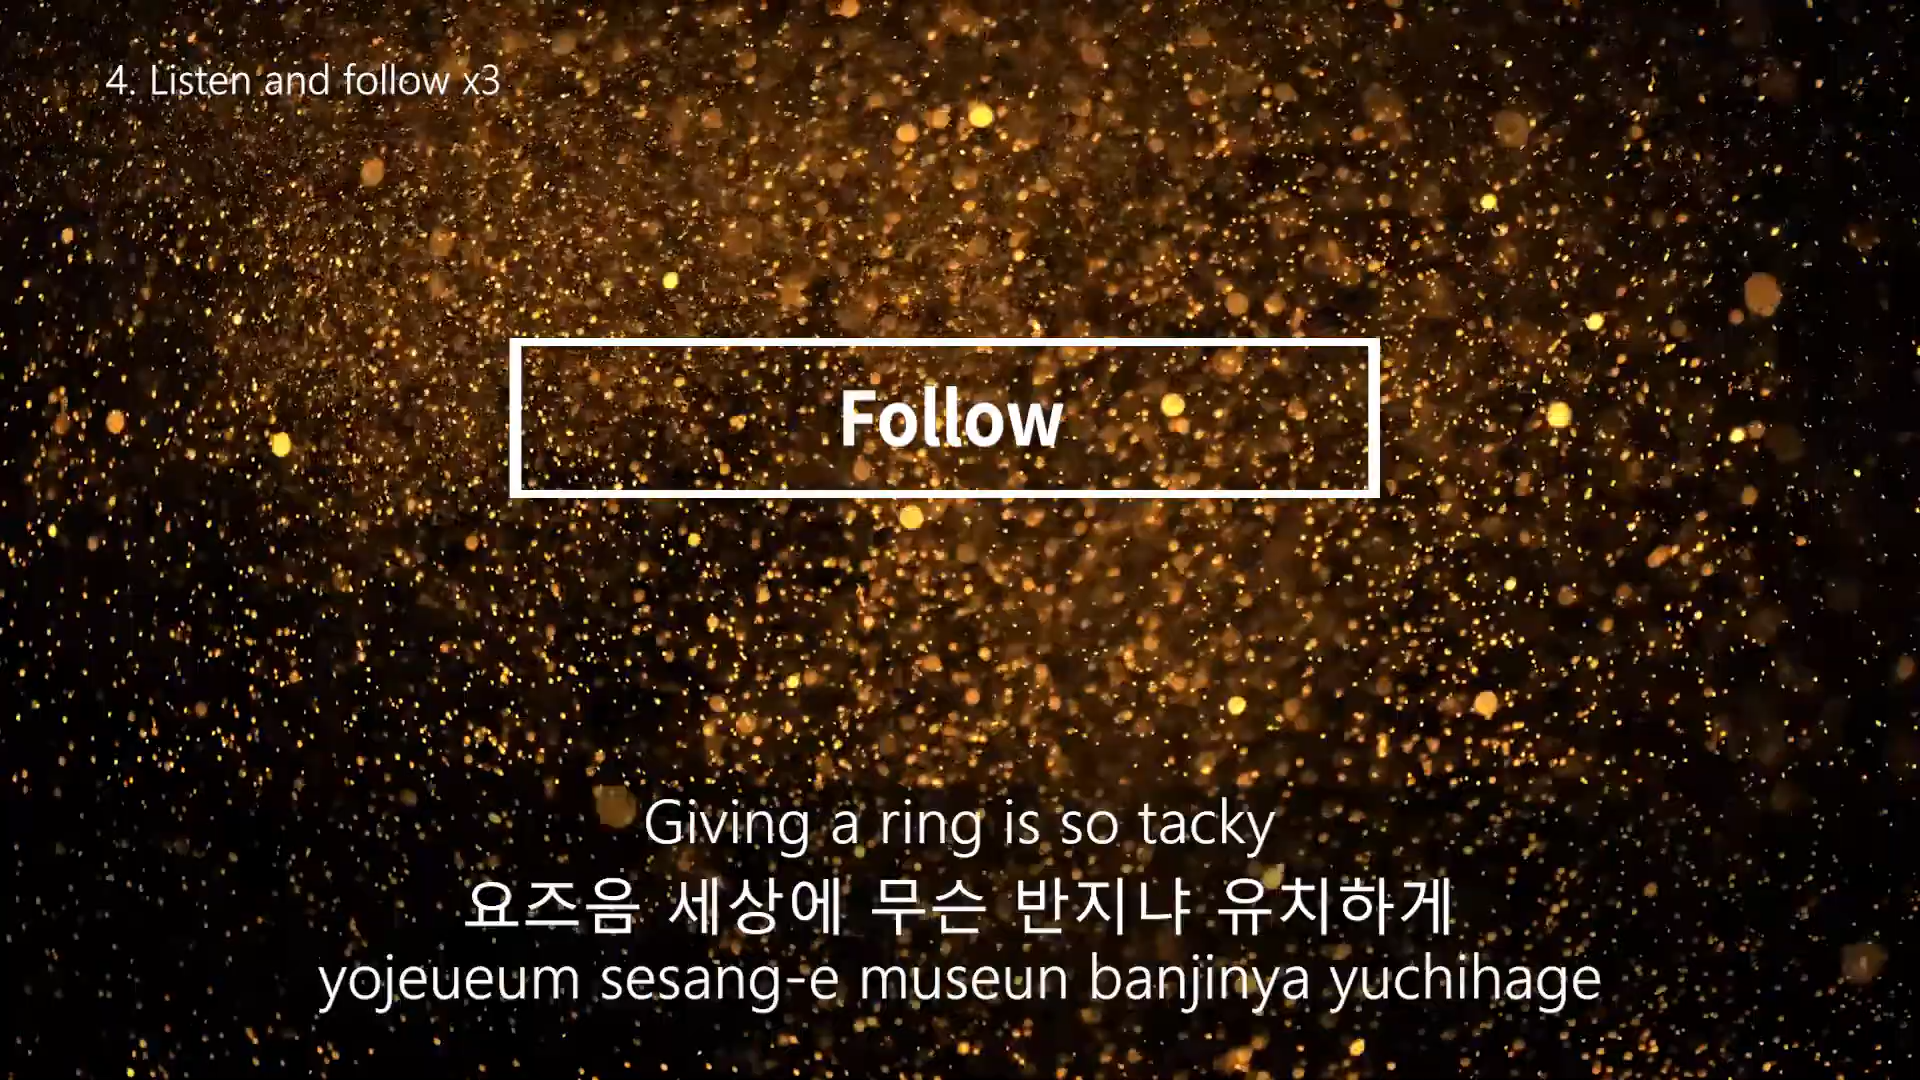 4. Listen and follow x3
Follow
Giving a ring is so tacky
요즈음 세상에 무슨 반지냐 유치하게
yojeueum sesang-e museun banjinya yuchihage